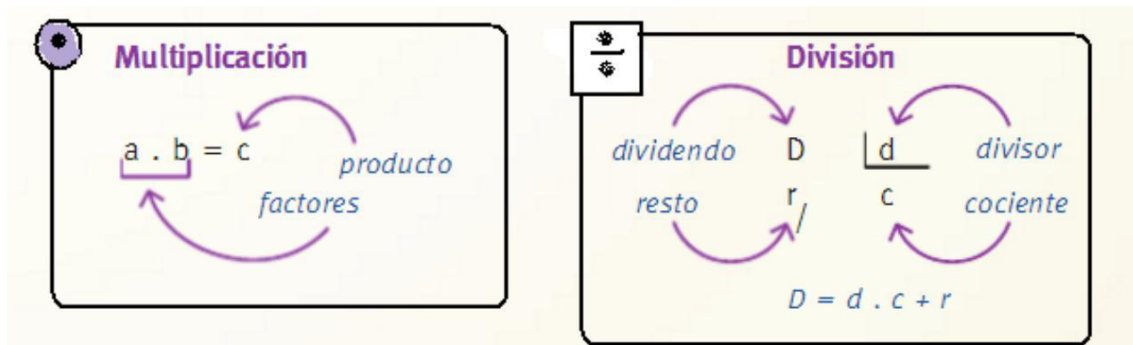 Multiplicación
a . b = c
producto
factores
División
dividendo D d divisor
resto r/ c cociente
D = d . c + r